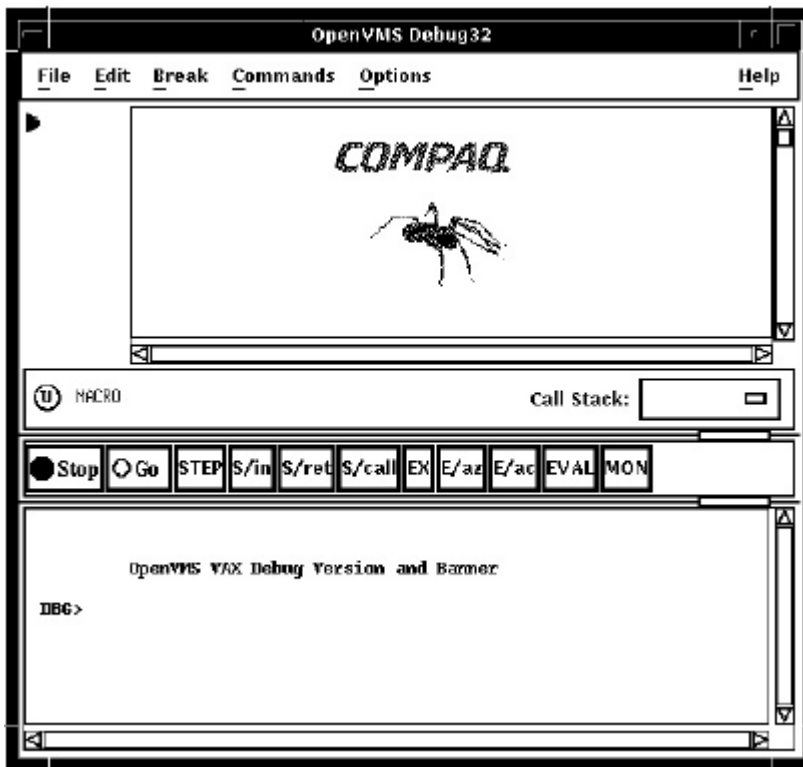 OpenVMS Debug32
File Edit Break Commands Options Help
COMPAQ
U MACRO Call Stack:
Stop Go STEP S/in S/ret S/call EX E/az E/ac EVAL MON
OpenVMS VAX Debug Version and Banner
DBG>